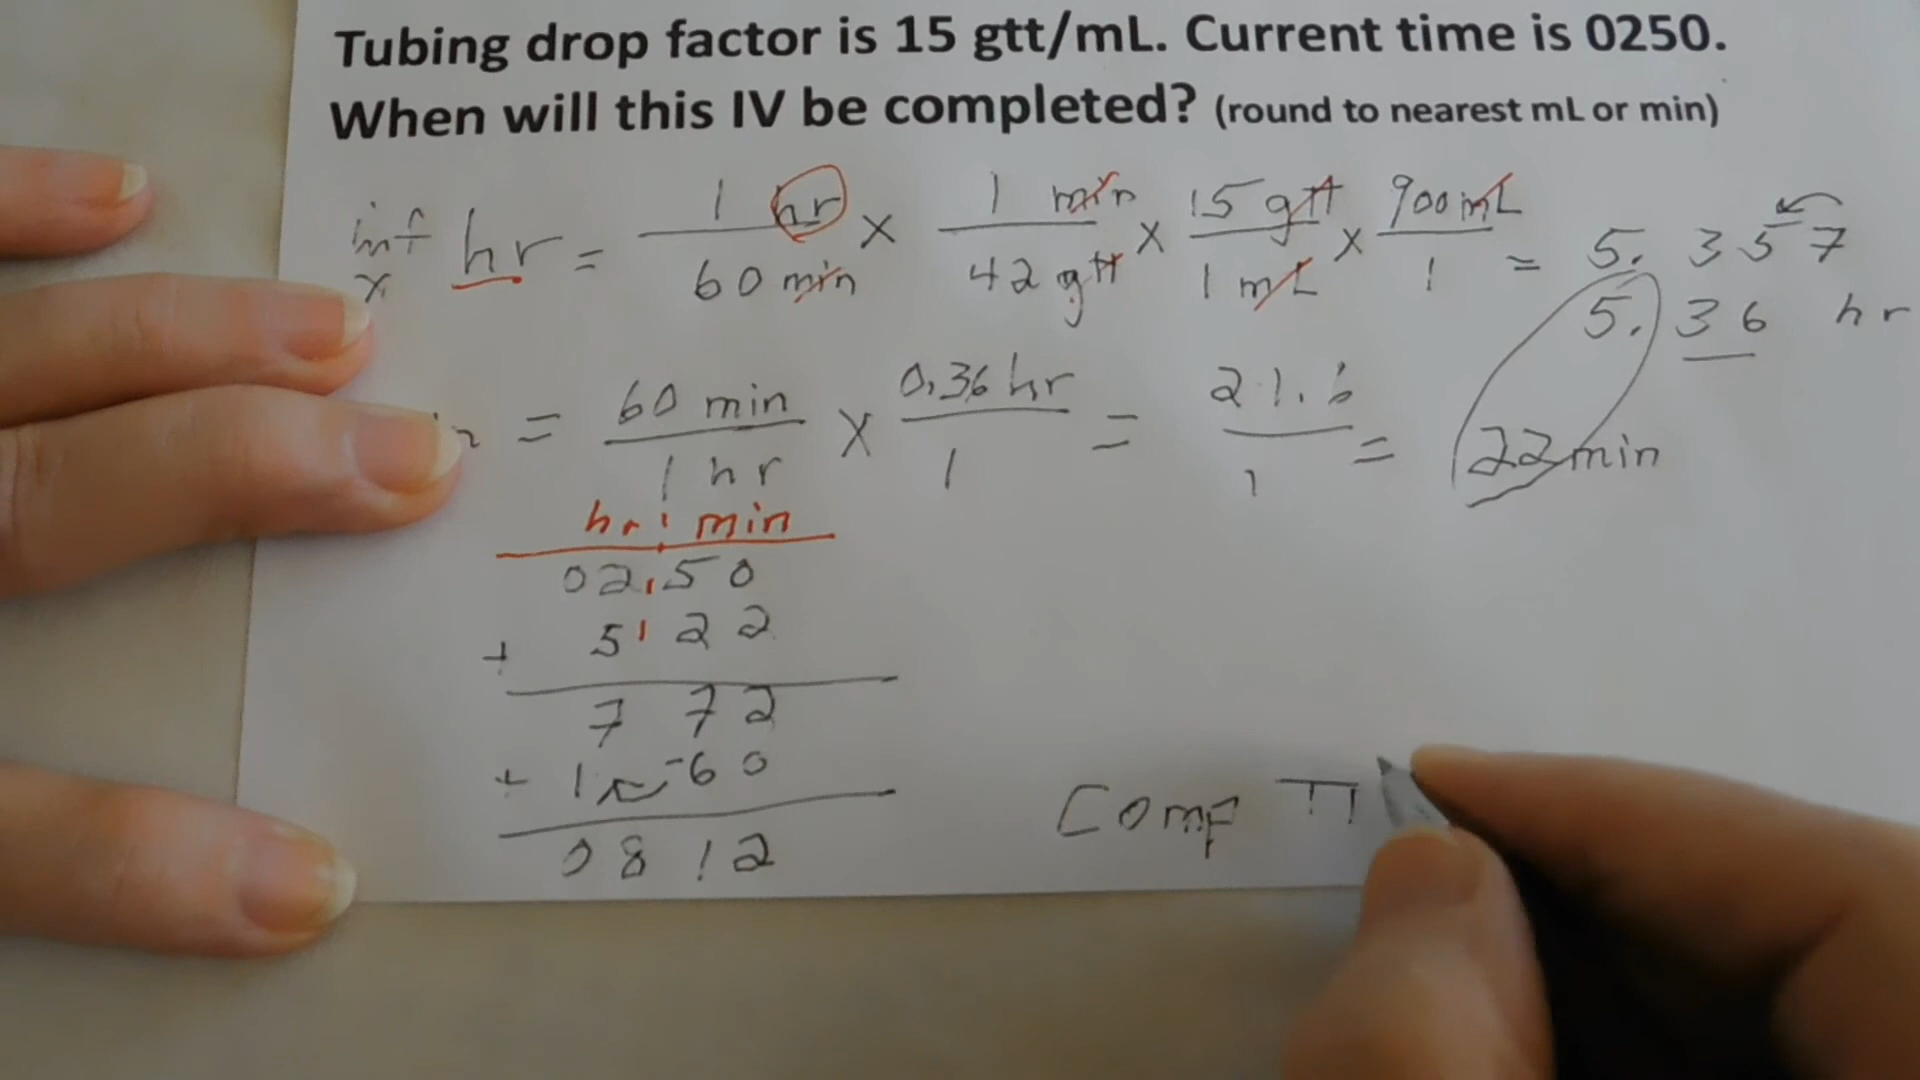 Tubing drop factor is 15 gtt/mL. Current time is 0250.
When will this IV be completed? (round to nearest mL or min)
inf x hr = 1 hr / 60 min x 1 min / 42 gtt x 15 gtt / 1 mL x 900 mL / 1 = 5.357
5.36 hr
= 60 min / 1 hr x 0.36 hr / 1 = 21.6 / 1 = 22 min
hr : min
02 50
+ 5 22
7 72
+ 1 -60
0812
Comp TI